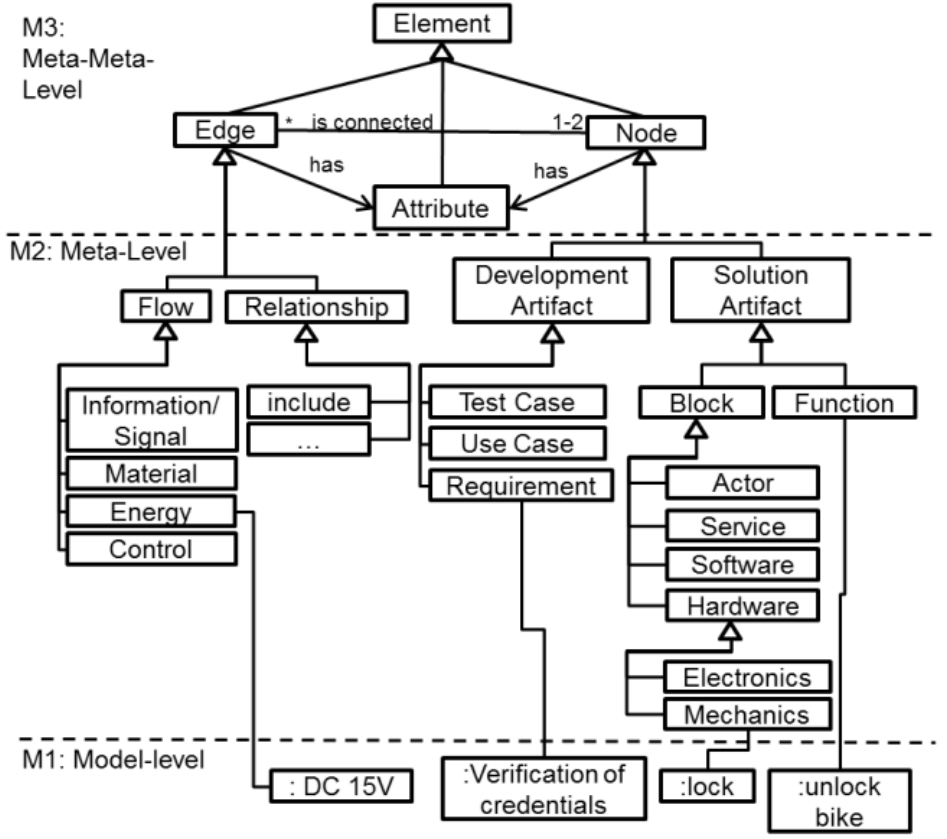 M3:
Meta-Meta-
Level
Element
Edge
* is connected 1-2
Node
has
has
Attribute
M2: Meta-Level
Flow
Relationship
Development
Artifact
Solution
Artifact
Information/
Signal
Material
Energy
Control
include
...
Test Case
Use Case
Requirement
Block
Function
Actor
Service
Software
Hardware
Electronics
Mechanics
M1: Model-level
: DC 15V
:Verification of
credentials
:lock
:unlock
bike